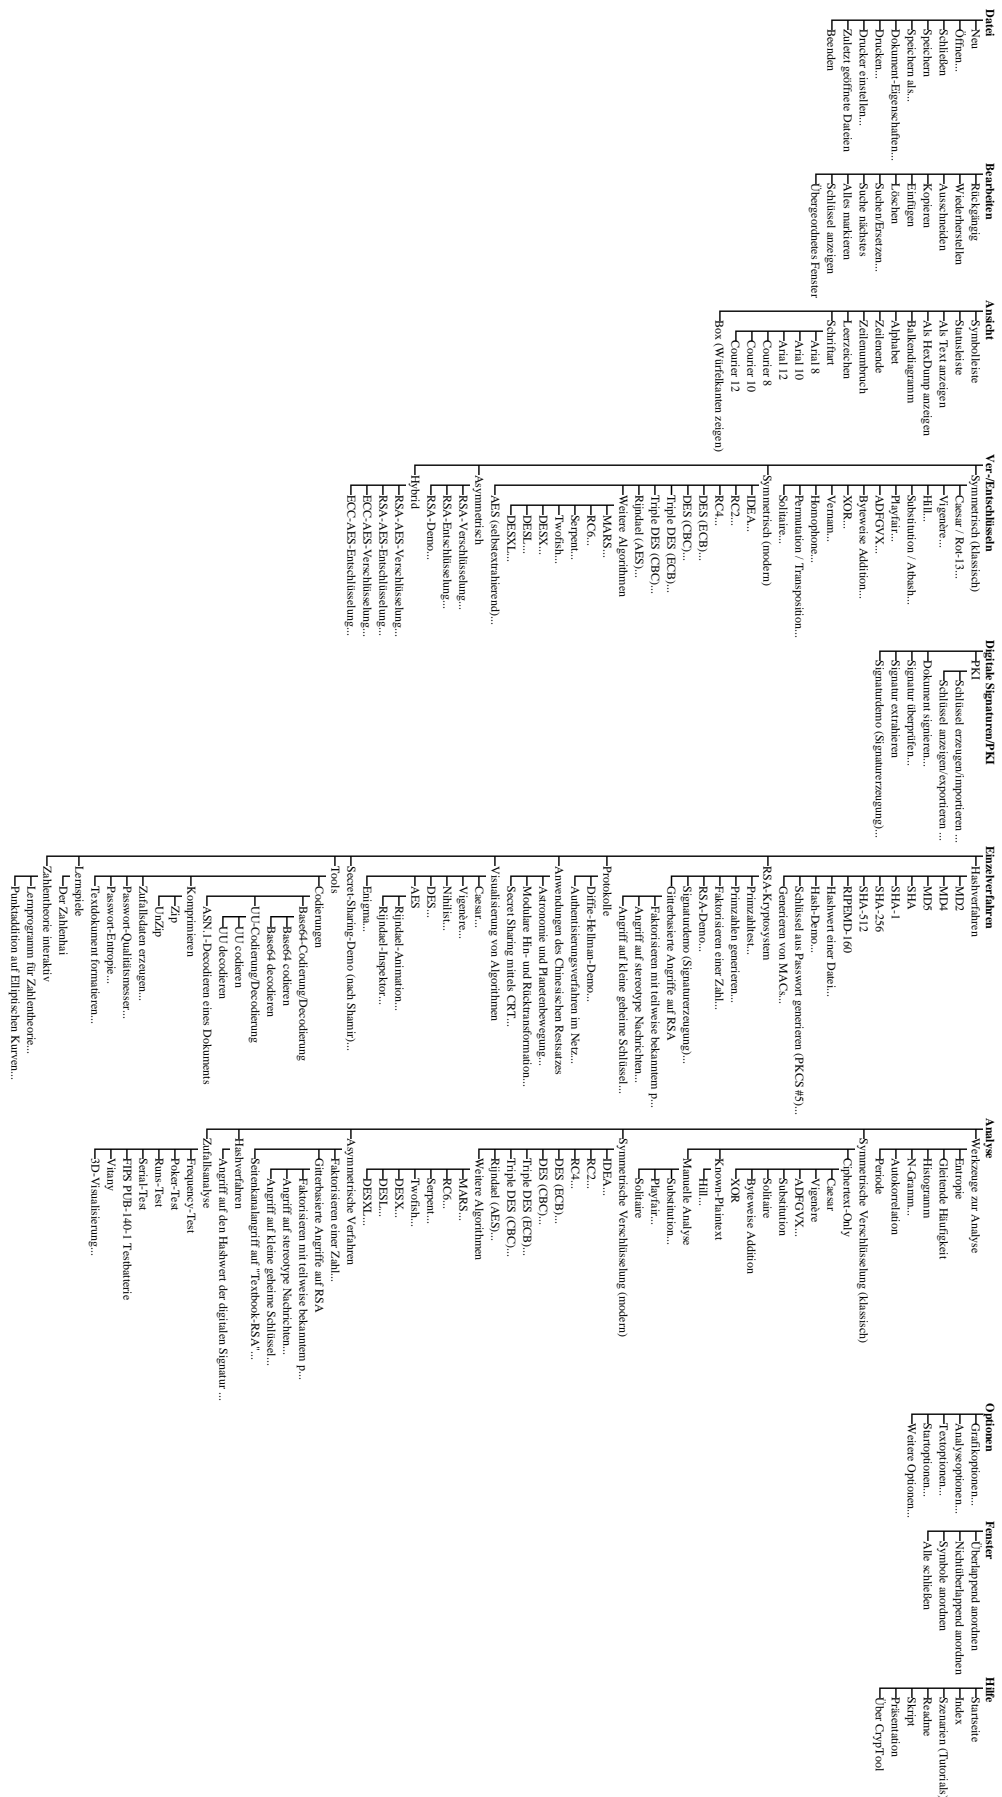 Datei
Neu
Öffnen...
Schließen
Speichern
Speichern als...
Dokument-Eigenschaften...
Drucken...
Drucker einstellen...
Zuletzt geöffnete Dateien
Beenden
Bearbeiten
Rückgängig
Wiederherstellen
Ausschneiden
Kopieren
Einfügen
Löschen
Suchen/Ersetzen...
Suche nächstes
Alles markieren
Schlüssel anzeigen
Übergeordnetes Fenster
Ansicht
Symbolleiste
Statusleiste
Als Text anzeigen
Als HexDump anzeigen
Balkendiagramm
Alphabet
Zeilenende
Zeilenumbruch
Leerzeichen
Schriftart
Arial 8
Arial 10
Arial 12
Courier 8
Courier 10
Courier 12
Box (Würfelkanten zeigen)
Ver-/Entschlüsseln
Symmetrisch (klassisch)
Caesar / Rot-13...
Vigenère...
Hill...
Substitution / Atbash...
Playfair...
ADFGVX...
Byteweise Addition...
XOR...
Vernam...
Homophone...
Permutation / Transposition...
Solitaire...
Symmetrisch (modern)
IDEA...
RC2...
RC4...
DES (ECB)...
DES (CBC)...
Triple DES (ECB)...
Triple DES (CBC)...
Rijndael (AES)...
Weitere Algorithmen
MARS...
RC6...
Serpent...
Twofish...
DESX...
DESL...
DESXL...
AES (selbstextrahierend)...
Asymmetrisch
RSA-Verschlüsselung...
RSA-Entschlüsselung...
RSA-Demo...
Hybrid
RSA-AES-Verschlüsselung...
RSA-AES-Entschlüsselung...
ECC-AES-Verschlüsselung...
ECC-AES-Entschlüsselung...
Digitale Signaturen/PKI
PKI
Schlüssel erzeugen/importieren ...
Schlüssel anzeigen/exportieren ...
Dokument signieren...
Signatur überprüfen...
Signatur extrahieren
Signaturdemo (Signaturerzeugung)...
Einzelverfahren
Hashverfahren
MD2
MD4
MD5
SHA
SHA-1
SHA-256
SHA-512
RIPEMD-160
Hashwert einer Datei...
Hash-Demo...
Schlüssel aus Passwort generieren (PKCS #5)...
Generieren von MACs...
RSA-Kryptosystem
Primzahltest...
Primzahlen generieren...
Faktorisieren einer Zahl...
RSA-Demo...
Signaturdemo (Signaturerzeugung)...
Gitterbasierte Angriffe auf RSA
Faktorisieren mit teilweise bekanntem p...
Angriff auf stereotype Nachrichten...
Angriff auf kleine geheime Schlüssel...
Protokolle
Diffie-Hellman-Demo...
Authentisierungsverfahren im Netz...
Anwendungen des Chinesischen Restsatzes
Astronomie und Planetenbewegung...
Modulare Hin- und Rücktransformation...
Secret Sharing mittels CRT...
Visualisierung von Algorithmen
Caesar...
Vigenère...
Nihilist...
DES...
AES
Rijndael-Animation...
Rijndael-Inspektor...
Enigma...
Secret-Sharing-Demo (nach Shamir)...
Tools
Codierungen
Base64-Codierung/Decodierung
Base64 codieren
Base64 decodieren
UU-Codierung/Decodierung
UU codieren
UU decodieren
ASN.1-Decodieren eines Dokuments
Komprimieren
Zip
UnZip
Zufallsdaten erzeugen...
Passwort-Qualitätsmesser...
Passwort-Entropie...
Textdokument formatieren...
Lernspiele
Der Zahlenhai
Zahlentheorie interaktiv
Lernprogramm für Zahlentheorie...
Punktaddition auf Elliptischen Kurven...
Analyse
Werkzeuge zur Analyse
Entropie
Gleitende Häufigkeit
Histogramm
N-Gramm...
Autokorrelation
Periode
Symmetrische Verschlüsselung (klassisch)
Ciphertext-Only
Caesar
Vigenère
ADFGVX...
Substitution
Solitaire
Byteweise Addition
XOR
Known-Plaintext
Hill...
Manuelle Analyse
Substitution...
Playfair...
Solitaire
Symmetrische Verschlüsselung (modern)
IDEA...
RC2...
RC4...
DES (ECB)...
DES (CBC)...
Triple DES (ECB)...
Triple DES (CBC)...
Rijndael (AES)...
Weitere Algorithmen
MARS...
RC6...
Serpent...
Twofish...
DESX...
DESL...
DESXL...
Asymmetrische Verfahren
Faktorisieren einer Zahl...
Gitterbasierte Angriffe auf RSA
Faktorisieren mit teilweise bekanntem p...
Angriff auf stereotype Nachrichten...
Angriff auf kleine geheime Schlüssel...
Seitenkanalangriff auf "Textbook-RSA"...
Hashverfahren
Angriff auf den Hashwert der digitalen Signatur ...
Zufallsanalyse
Frequency-Test
Poker-Test
Runs-Test
Serial-Test
FIPS PUB-140-1 Testbatterie
Vitany
3D-Visualisierung...
Optionen
Grafikoptionen...
Analyseoptionen...
Textoptionen...
Startoptionen...
Weitere Optionen...
Fenster
Überlappend anordnen
Nichtüberlappend anordnen
Symbole anordnen
Alle schließen
Hilfe
Startseite
Index
Szenarien (Tutorials)
Readme
Skript
Präsentation
Über CrypTool